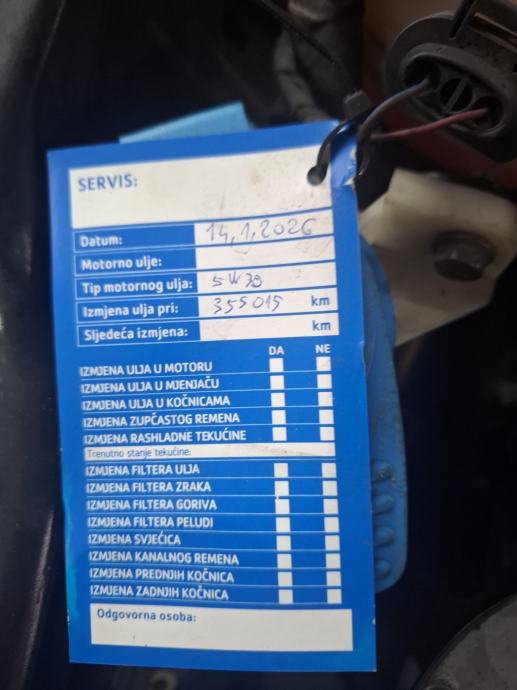 SERVIS:
Datum: 14,1,2026
Motorno ulje:
Tip motornog ulja: 5W30
Izmjena ulja pri: 355015 km
Sljedeća izmjena: km
DA NE
IZMJENA ULJA U MOTORU
IZMJENA ULJA U MJENJAČU
IZMJENA ULJA U KOČNICAMA
IZMJENA ZUPČASTOG REMENA
IZMJENA RASHLADNE TEKUĆINE
Trenutno stanje tekućine:
IZMJENA FILTERA ULJA
IZMJENA FILTERA ZRAKA
IZMJENA FILTERA GORIVA
IZMJENA FILTERA PELUDI
IZMJENA SVJEĆICA
IZMJENA KANALNOG REMENA
IZMJENA PREDNJIH KOČNICA
IZMJENA ZADNJIH KOČNICA
Odgovorna osoba: